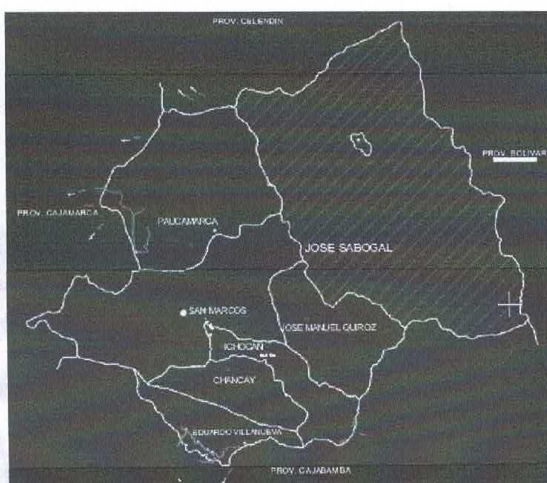 PROV. CELENDIN
PROV. BOLIVAR
PROV. CAJAMARCA
PAUCAMARCA
JOSE SABOGAL
SAN MARCOS
JOSE MANUEL QUIROZ
ICHOCAN
CHANCAY
EDUARDO VILLANUEVA
PROV. CAJABAMBA